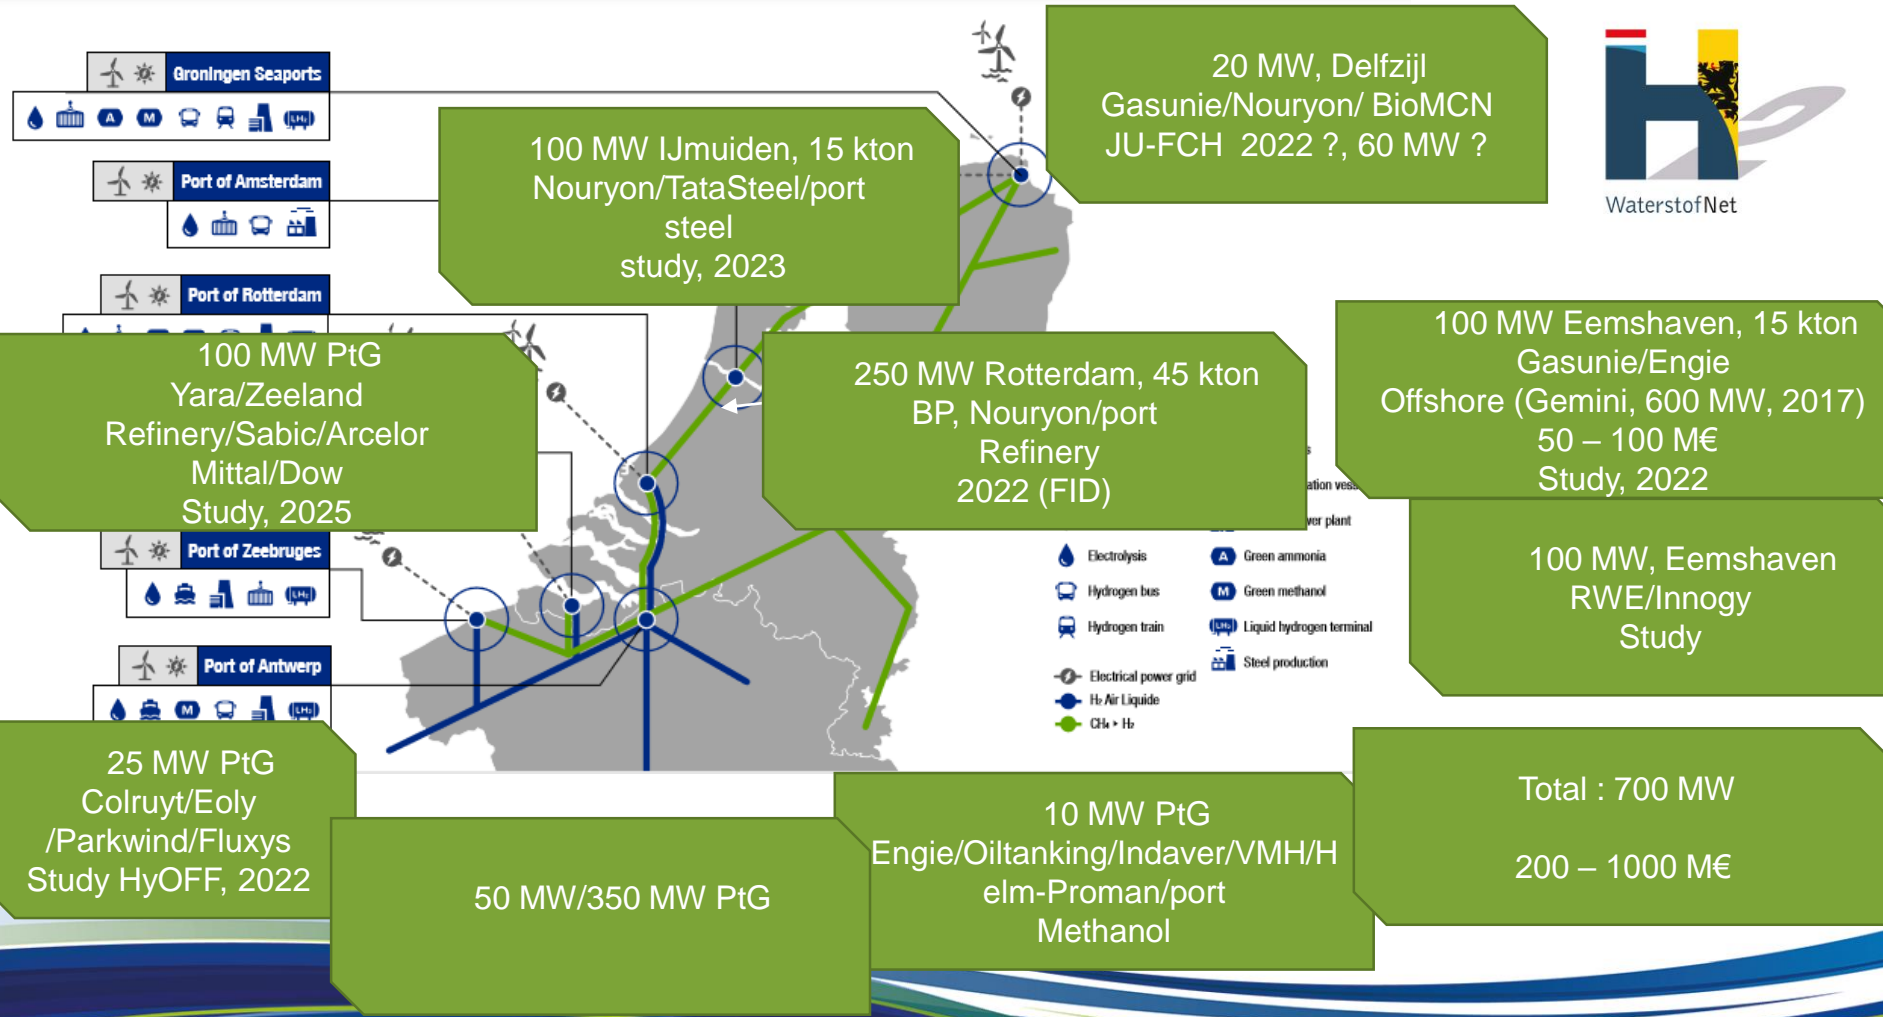 Groningen Seaports
A
M
LH₂
Port of Amsterdam
Port of Rotterdam
20 MW, Delfzijl
Gasunie/Nouryon/ BioMCN
JU-FCH 2022 ?, 60 MW ?
WaterstofNet
100 MW IJmuiden, 15 kton
Nouryon/TataSteel/port
steel
study, 2023
100 MW PtG
Yara/Zeeland
Refinery/Sabic/Arcelor
Mittal/Dow
Study, 2025
250 MW Rotterdam, 45 kton
BP, Nouryon/port
Refinery
2022 (FID)
100 MW Eemshaven, 15 kton
Gasunie/Engie
Offshore (Gemini, 600 MW, 2017)
50 – 100 M€
Study, 2022
100 MW, Eemshaven
RWE/Innogy
Study
Port of Zeebruges
LH₂
Port of Antwerp
M
LH₂
Electrolysis
Hydrogen bus
Hydrogen train
A Green ammonia
M Green methanol
LH₂ Liquid hydrogen terminal
Steel production
Electrical power grid
H₂ Air Liquide
CH₄ ▸ H₂
25 MW PtG
Colruyt/Eoly
/Parkwind/Fluxys
Study HyOFF, 2022
50 MW/350 MW PtG
10 MW PtG
Engie/Oiltanking/Indaver/VMH/H
elm-Proman/port
Methanol
Total : 700 MW
200 – 1000 M€